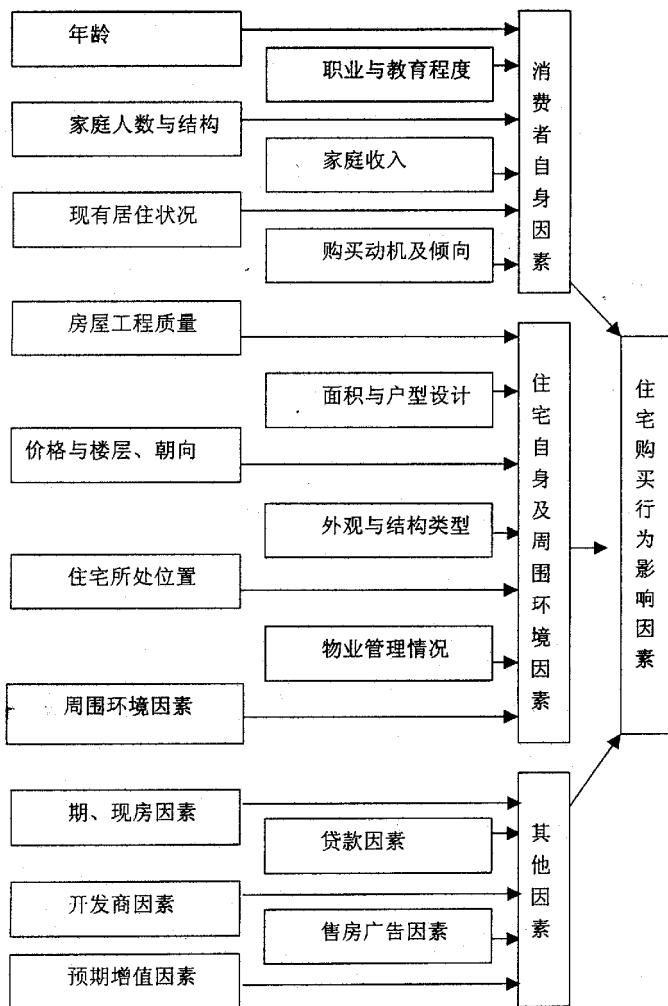 年龄
职业与教育程度
家庭人数与结构
家庭收入
现有居住状况
购买动机及倾向
消费者自身因素
房屋工程质量
面积与户型设计
价格与楼层、朝向
外观与结构类型
住宅所处位置
物业管理情况
周围环境因素
住宅自身及周围环境因素
期、现房因素
贷款因素
开发商因素
售房广告因素
预期增值因素
其他因素
住宅购买行为影响因素